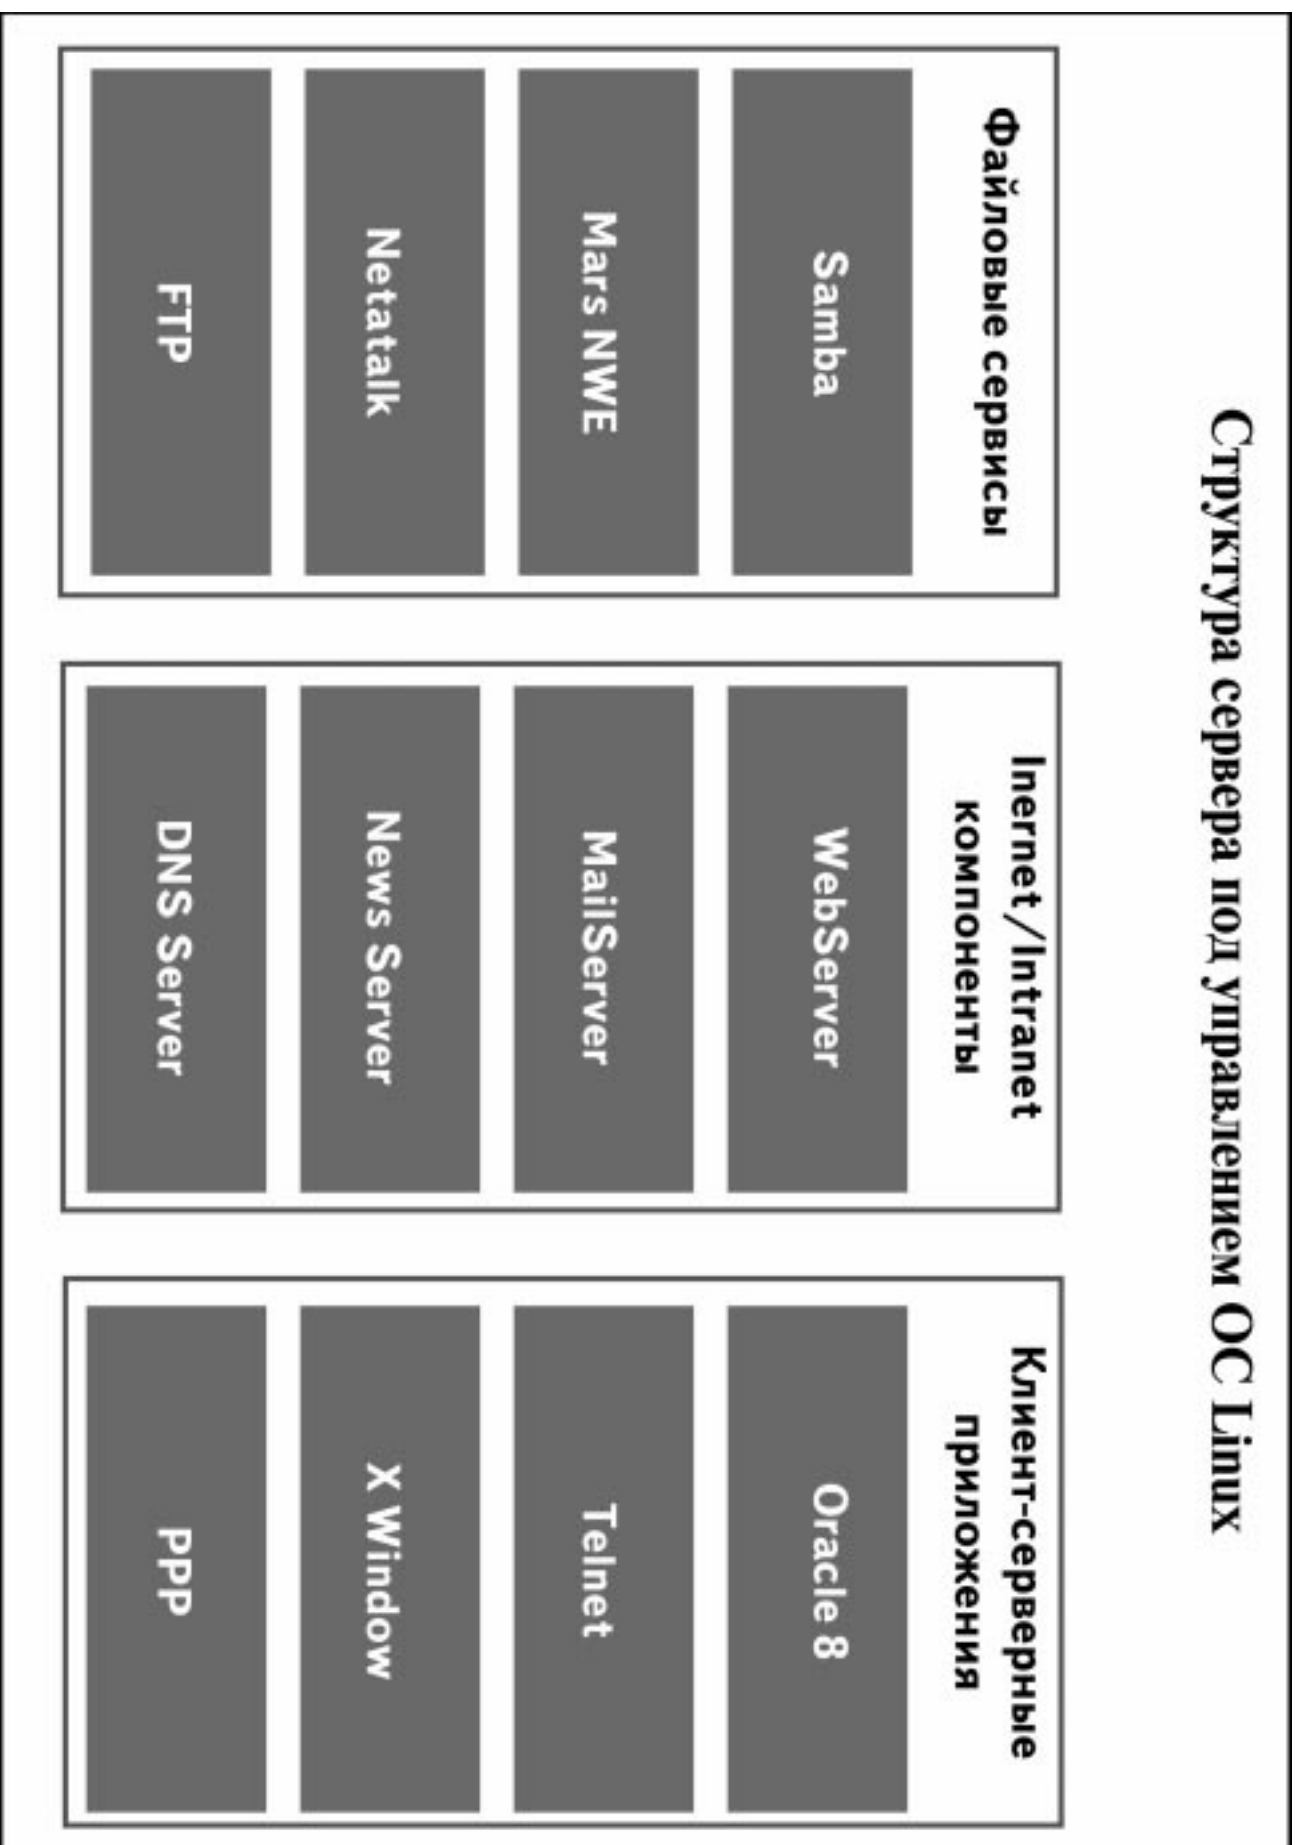 Структура сервера под управлением ОС Linux
Файловые сервисы
Samba
Mars NWE
Netatalk
FTP
Inernet/Intranet
компоненты
WebServer
MailServer
News Server
DNS Server
Клиент-серверные
приложения
Oracle 8
Telnet
X Window
PPP